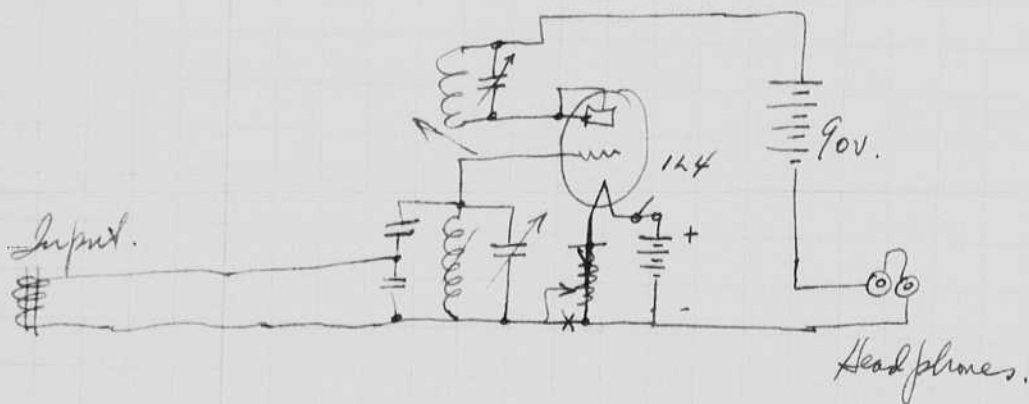 1L4
90v.
Input.
+
-
Headphones.